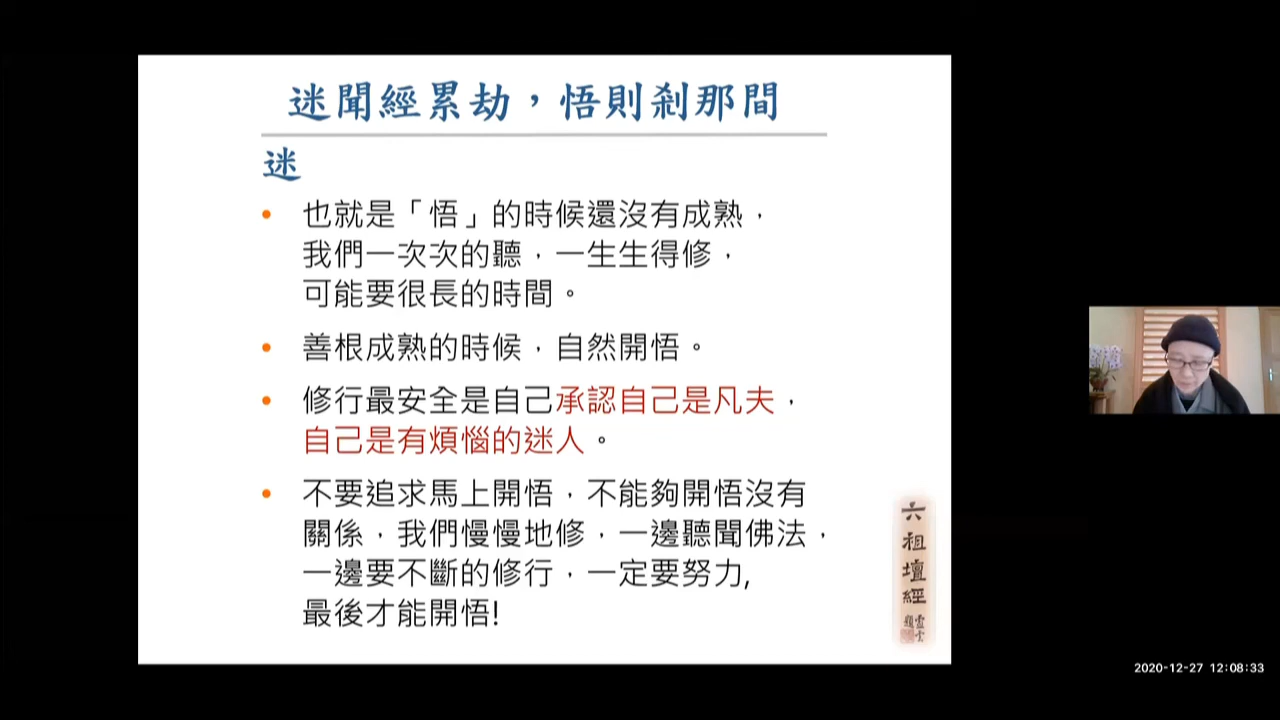 迷聞經累劫，悟則剎那間
迷
• 也就是「悟」的時候還沒有成熟，
我們一次次的聽，一生生得修，
可能要很長的時間。
• 善根成熟的時候，自然開悟。
• 修行最安全是自己承認自己是凡夫，
自己是有煩惱的迷人。
• 不要追求馬上開悟，不能夠開悟沒有
關係，我們慢慢地修，一邊聽聞佛法，
一邊要不斷的修行，一定要努力,
最後才能開悟!
六祖壇經
2020-12-27 12:08:33